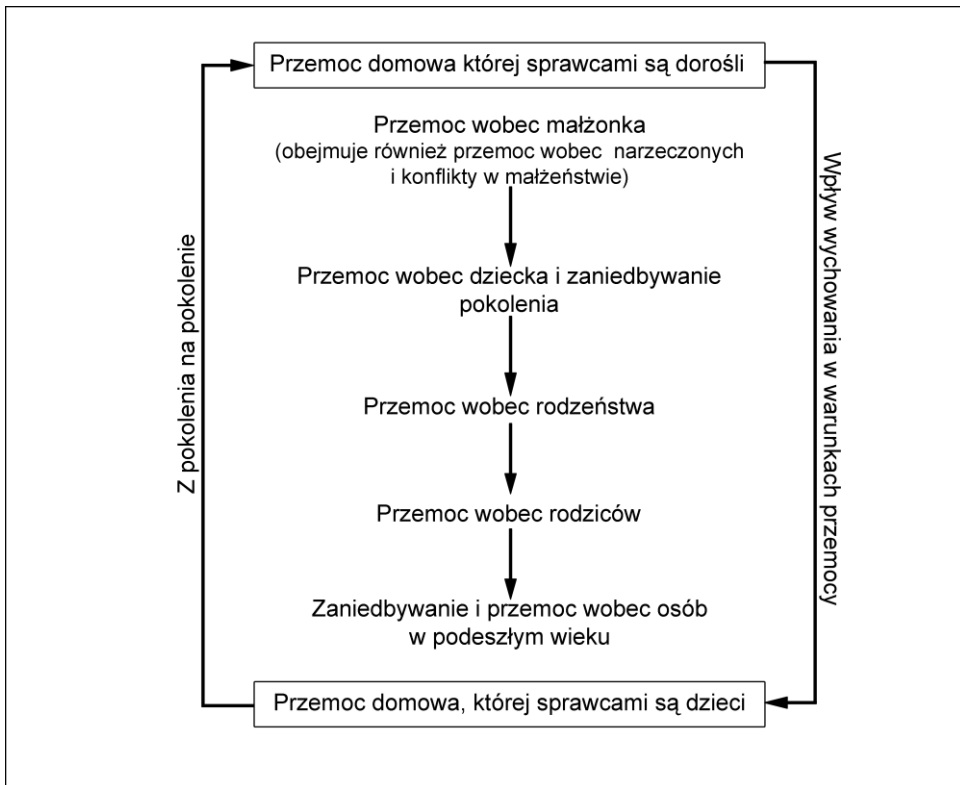 Przemoc domowa której sprawcami są dorośli
Przemoc wobec małżonka
(obejmuje również przemoc wobec narzeczonych
i konflikty w małżeństwie)
Przemoc wobec dziecka i zaniedbywanie
pokolenia
Przemoc wobec rodzeństwa
Przemoc wobec rodziców
Zaniedbywanie i przemoc wobec osób
w podeszłym wieku
Przemoc domowa, której sprawcami są dzieci
Z pokolenia na pokolenie
Wpływ wychowania w warunkach przemocy